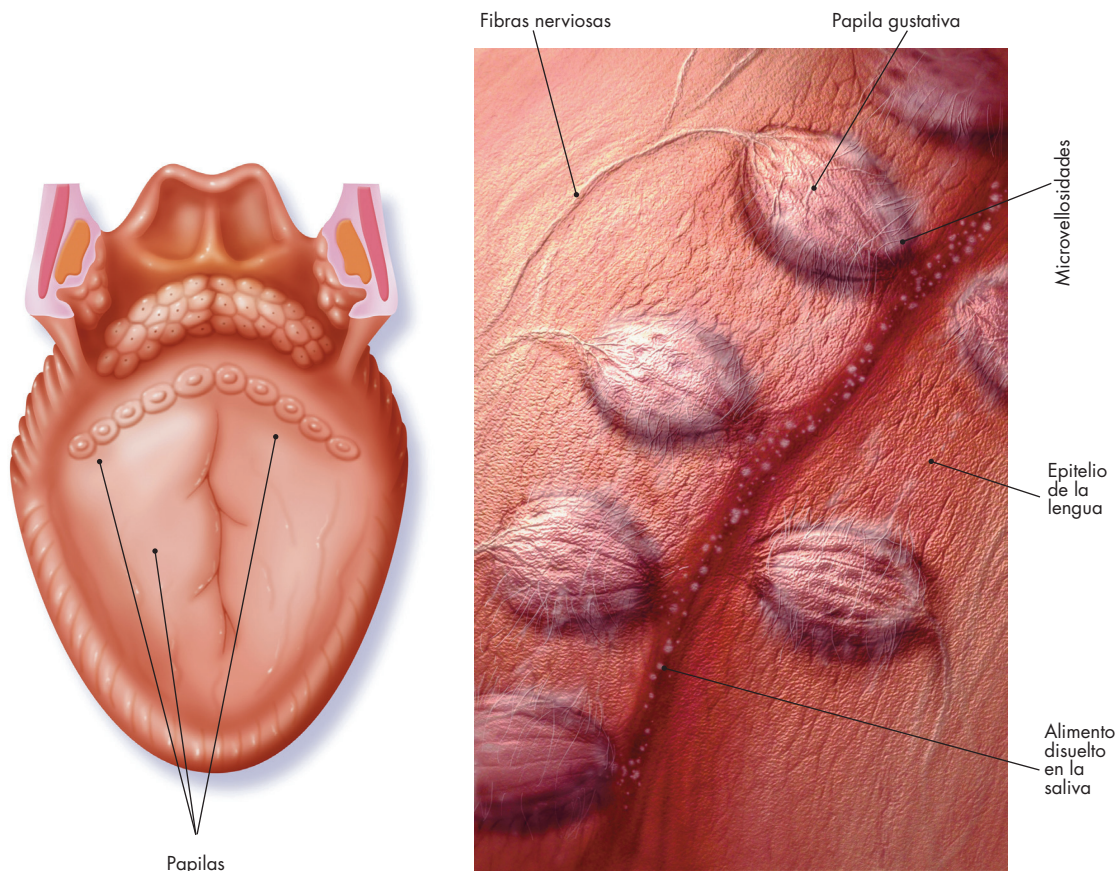 Fibras nerviosas
Papila gustativa
Microvellosidades
Epitelio
de la
lengua
Alimento
disuelto
en la
saliva
Papilas